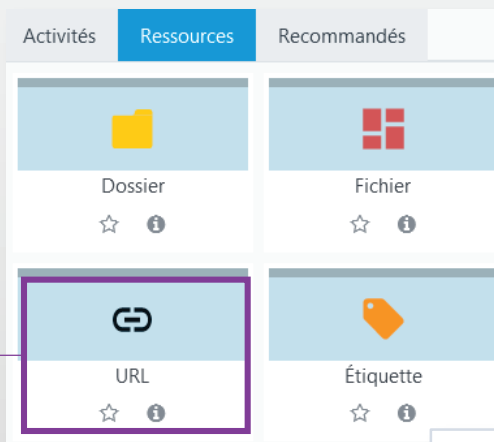 Activités Ressources Recommandés
Dossier Fichier
URL Étiquette